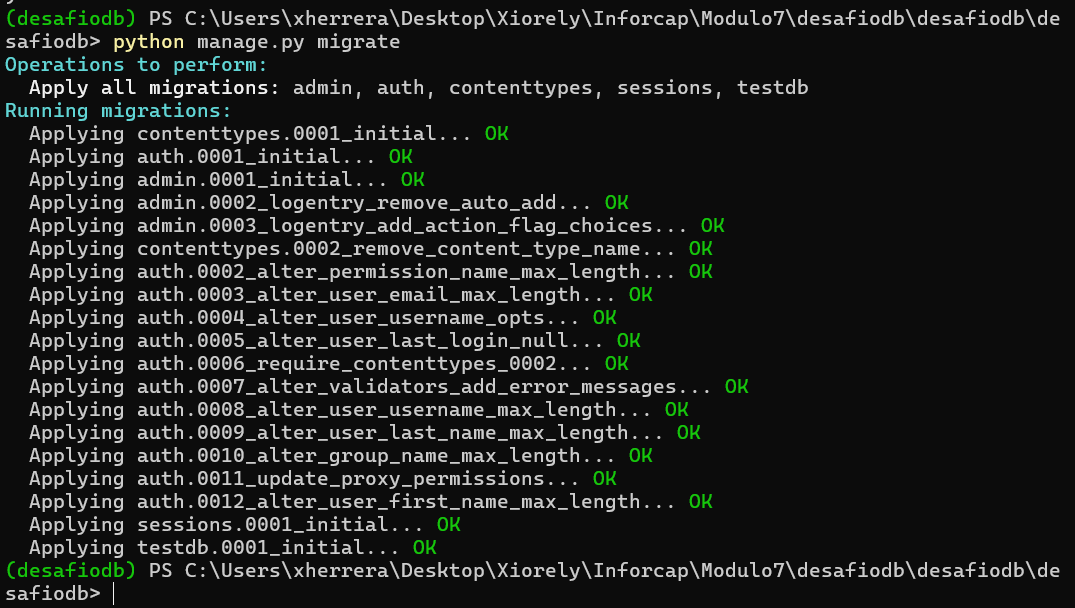 (desafiodb) PS C:\Users\xherrera\Desktop\Xiorely\Inforcap\Modulo7\desafiodb\desafiodb\de
safiodb> python manage.py migrate
Operations to perform:
  Apply all migrations: admin, auth, contenttypes, sessions, testdb
Running migrations:
  Applying contenttypes.0001_initial... OK
  Applying auth.0001_initial... OK
  Applying admin.0001_initial... OK
  Applying admin.0002_logentry_remove_auto_add... OK
  Applying admin.0003_logentry_add_action_flag_choices... OK
  Applying contenttypes.0002_remove_content_type_name... OK
  Applying auth.0002_alter_permission_name_max_length... OK
  Applying auth.0003_alter_user_email_max_length... OK
  Applying auth.0004_alter_user_username_opts... OK
  Applying auth.0005_alter_user_last_login_null... OK
  Applying auth.0006_require_contenttypes_0002... OK
  Applying auth.0007_alter_validators_add_error_messages... OK
  Applying auth.0008_alter_user_username_max_length... OK
  Applying auth.0009_alter_user_last_name_max_length... OK
  Applying auth.0010_alter_group_name_max_length... OK
  Applying auth.0011_update_proxy_permissions... OK
  Applying auth.0012_alter_user_first_name_max_length... OK
  Applying sessions.0001_initial... OK
  Applying testdb.0001_initial... OK
(desafiodb) PS C:\Users\xherrera\Desktop\Xiorely\Inforcap\Modulo7\desafiodb\desafiodb\de
safiodb>